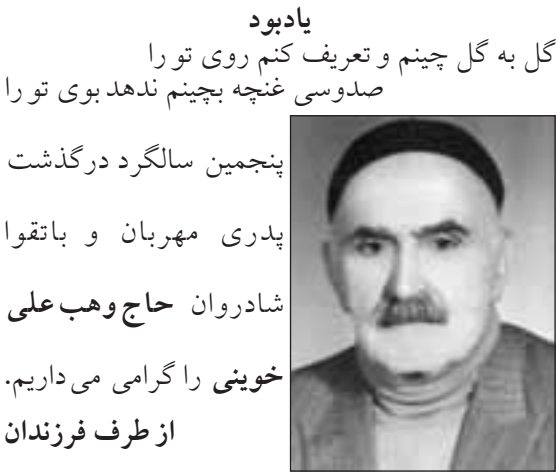 یادبود
گل به گل چینم و تعریف کنم روی تو را
صدوسی غنچه بچینم ندهد بوی تو را
پنجمین سالگرد درگذشت
پدری مهربان و باتقوا
شادروان حاج وهب علی
خوینی را گرامی می‌داریم.
از طرف فرزندان